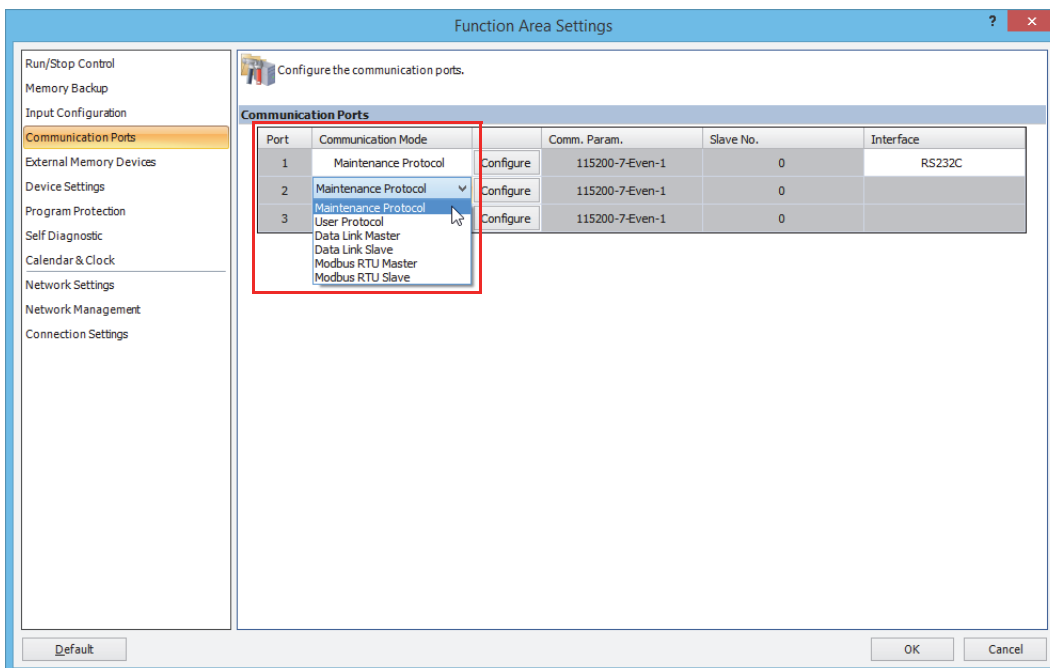 Function Area Settings
?
Run/Stop Control
Memory Backup
Input Configuration
Communication Ports
External Memory Devices
Device Settings
Program Protection
Self Diagnostic
Calendar & Clock
Network Settings
Network Management
Connection Settings
Configure the communication ports.
Communication Ports
Port Communication Mode Comm. Param. Slave No. Interface
1 Maintenance Protocol Configure 115200-7-Even-1 0 RS232C
2 Maintenance Protocol Configure 115200-7-Even-1 0
3 Configure 115200-7-Even-1 0
Maintenance Protocol
User Protocol
Data Link Master
Data Link Slave
Modbus RTU Master
Modbus RTU Slave
Default OK Cancel